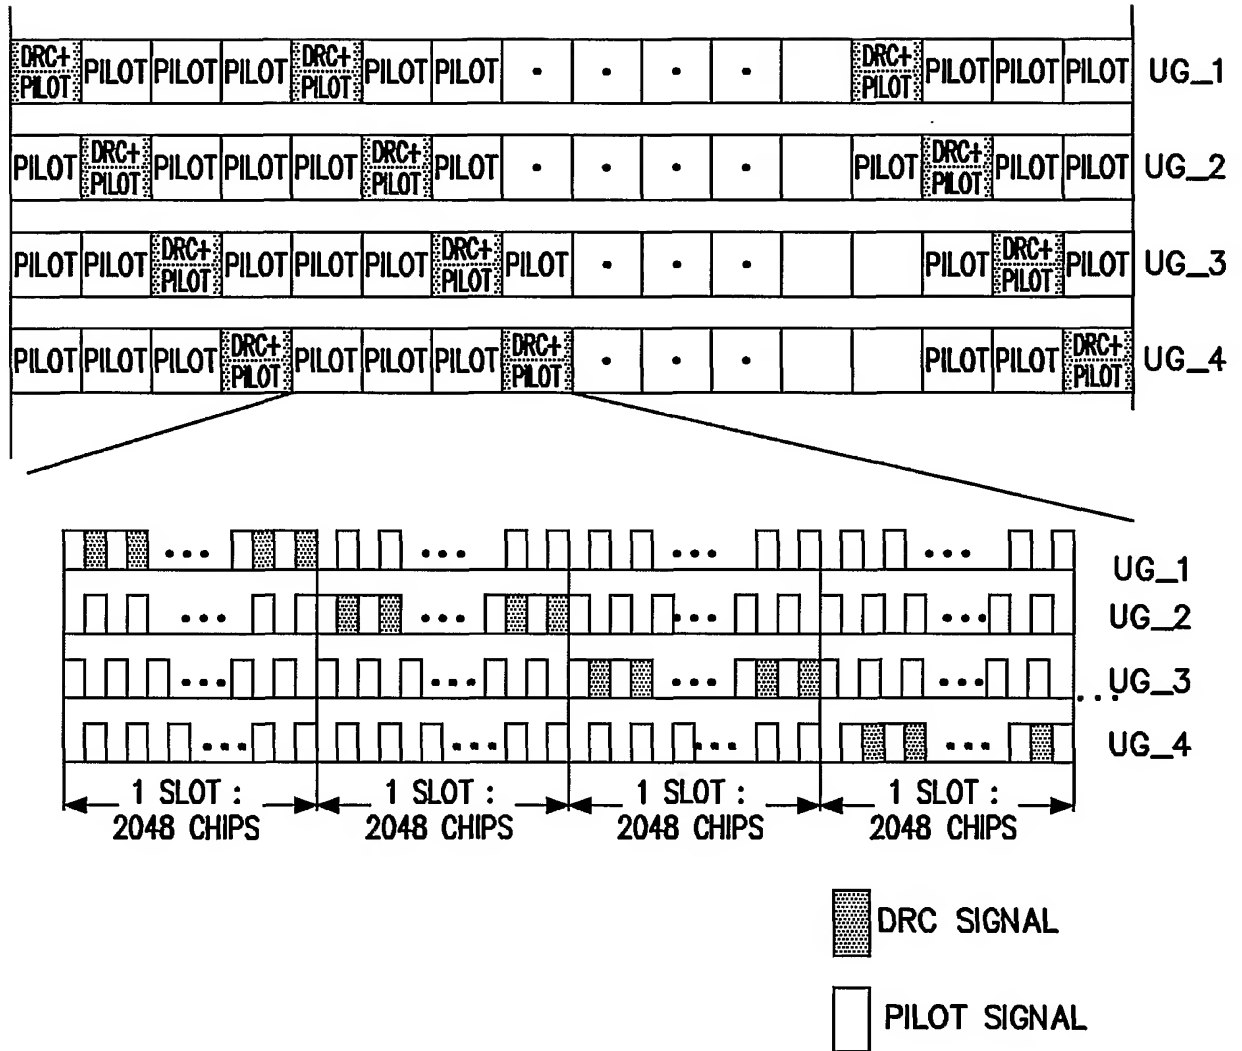 DRC+ PILOT PILOT PILOT PILOT DRC+ PILOT PILOT PILOT . . . . DRC+ PILOT PILOT PILOT PILOT UG_1
PILOT DRC+ PILOT PILOT PILOT PILOT DRC+ PILOT PILOT . . . . PILOT DRC+ PILOT PILOT PILOT UG_2
PILOT PILOT DRC+ PILOT PILOT PILOT PILOT DRC+ PILOT PILOT . . . PILOT DRC+ PILOT PILOT UG_3
PILOT PILOT PILOT DRC+ PILOT PILOT PILOT PILOT DRC+ PILOT . . . PILOT PILOT DRC+ PILOT UG_4
... ... ... ... UG_1
... ... ... ... UG_2
... ... ... ... ... UG_3
... ... ... ... UG_4
1 SLOT : 1 SLOT : 1 SLOT : 1 SLOT :
2048 CHIPS 2048 CHIPS 2048 CHIPS 2048 CHIPS
DRC SIGNAL
PILOT SIGNAL